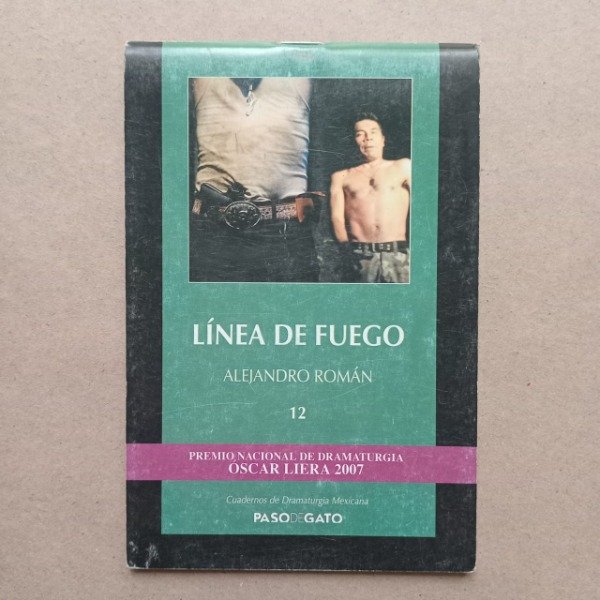 LÍNEA DE FUEGO
ALEJANDRO ROMÁN
12
PREMIO NACIONAL DE DRAMATURGIA
OSCAR LIERA 2007
Cuadernos de Dramaturgia Mexicana
PASODEGATO